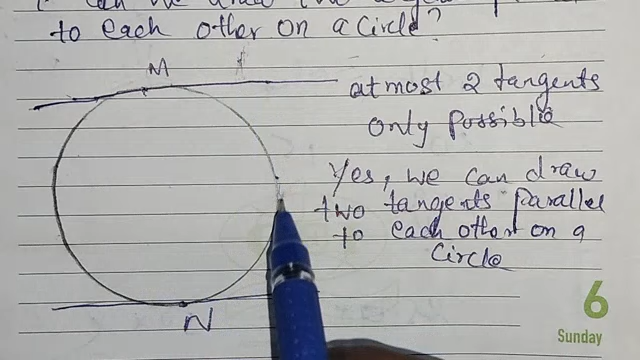 to each other on a Circle?
M
atmost 2 tangents
only possible
Yes, we can draw
two tangents parallel
to each other on a
Circle
N
6
Sunday